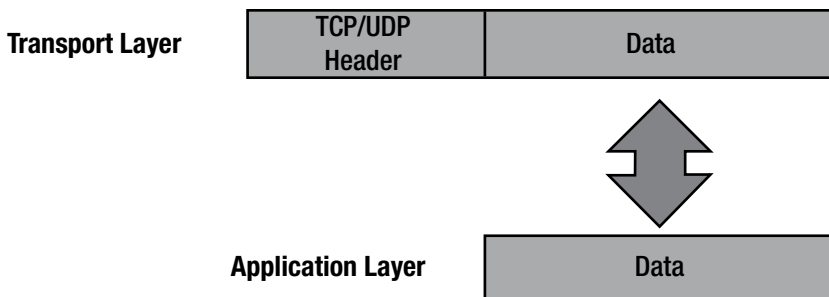 Transport Layer
TCP/UDP
Header
Data
Application Layer
Data